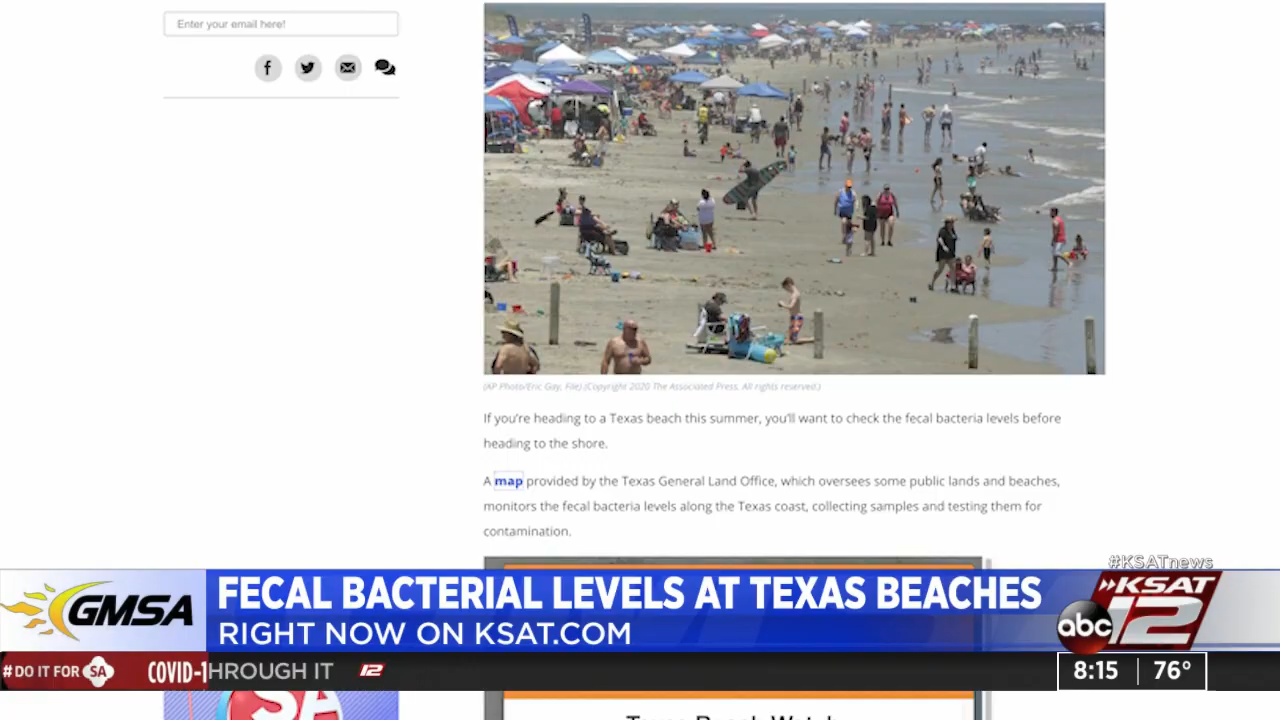 Enter your email here!
(AP Photo/Eric Gay, File) (Copyright 2020 The Associated Press. All rights reserved.)
If you're heading to a Texas beach this summer, you'll want to check the fecal bacteria levels before
heading to the shore.
A map provided by the Texas General Land Office, which oversees some public lands and beaches,
monitors the fecal bacteria levels along the Texas coast, collecting samples and testing them for
contamination.
#KSATnews
GMSA
FECAL BACTERIAL LEVELS AT TEXAS BEACHES
RIGHT NOW ON KSAT.COM
KSAT
abc 12
#DO IT FOR SA
COVID-1
HROUGH IT 12
8:15 76°
SA